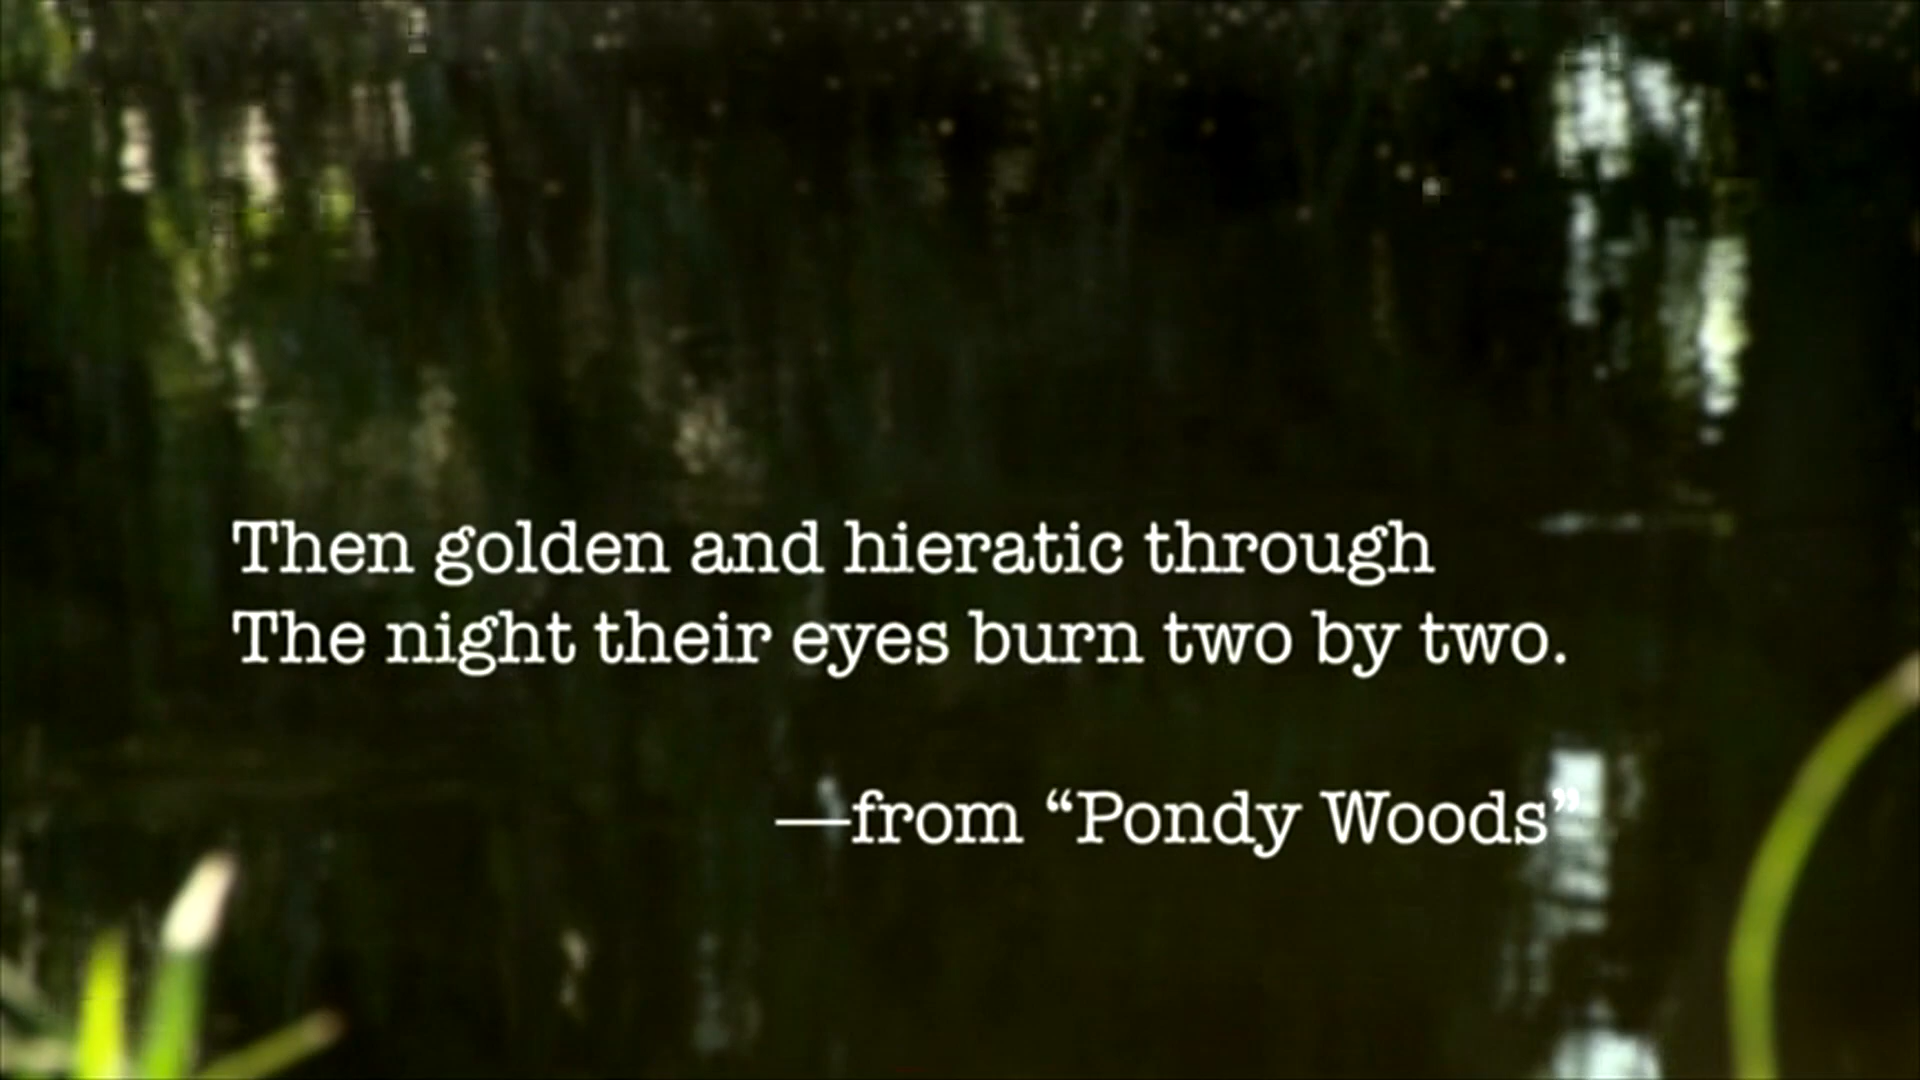 Then golden and hieratic through
The night their eyes burn two by two.
—from “Pondy Woods”